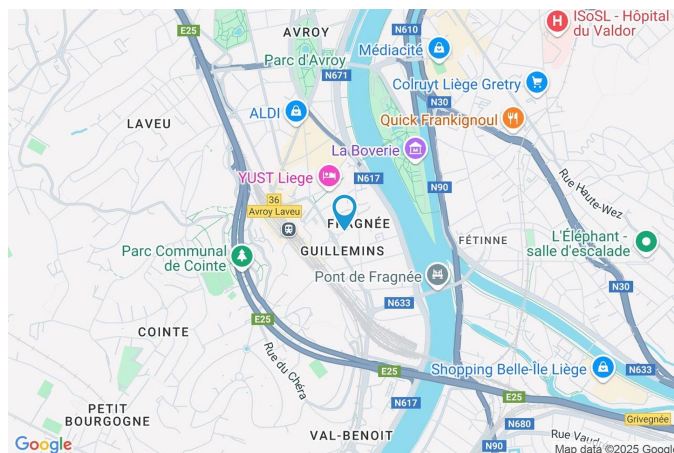 ISoSL - Hôpital
du Valdor
E25
N610
AVROY
Médiacité
Parc d'Avroy
N671
Colruyt Liège Gretry
N30
ALDI
LAVEU
Quick Frankignoul
La Boverie
YUST Liege
N617
N90
Rue Haute-Wez
36
Avroy Laveu
FRAGNÉE
L'Éléphant -
salle d'escalade
FÉTINNE
GUILLEMINS
Parc Communal
de Cointe
Pont de Fragnée
N30
N633
E25
COINTE
Rue du Chéra
Shopping Belle-Île Liège
N633
E25
E25
N617
Grivegnée
PETIT
BOURGOGNE
N680
VAL-BENOIT
Rue Vaud
N90
Google
Map data ©2025 Google